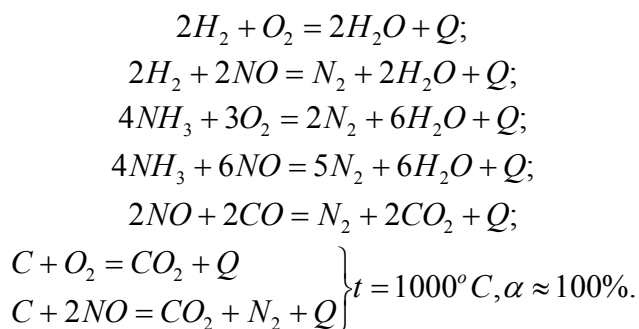 2H₂ + O₂ = 2H₂O + Q;
2H₂ + 2NO = N₂ + 2H₂O + Q;
4NH₃ + 3O₂ = 2N₂ + 6H₂O + Q;
4NH₃ + 6NO = 5N₂ + 6H₂O + Q;
2NO + 2CO = N₂ + 2CO₂ + Q;
C + O₂ = CO₂ + Q
C + 2NO = CO₂ + N₂ + Q } t = 1000ᵒ C, α ≈ 100%.